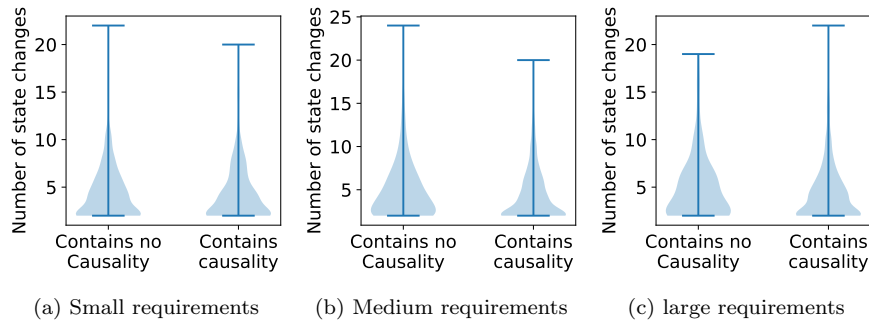 Number of state changes
20
15
10
5
Contains no
Causality
Contains
causality
(a) Small requirements
Number of state changes
25
20
15
10
5
Contains no
Causality
Contains
causality
(b) Medium requirements
Number of state changes
20
15
10
5
Contains no
Causality
Contains
causality
(c) large requirements